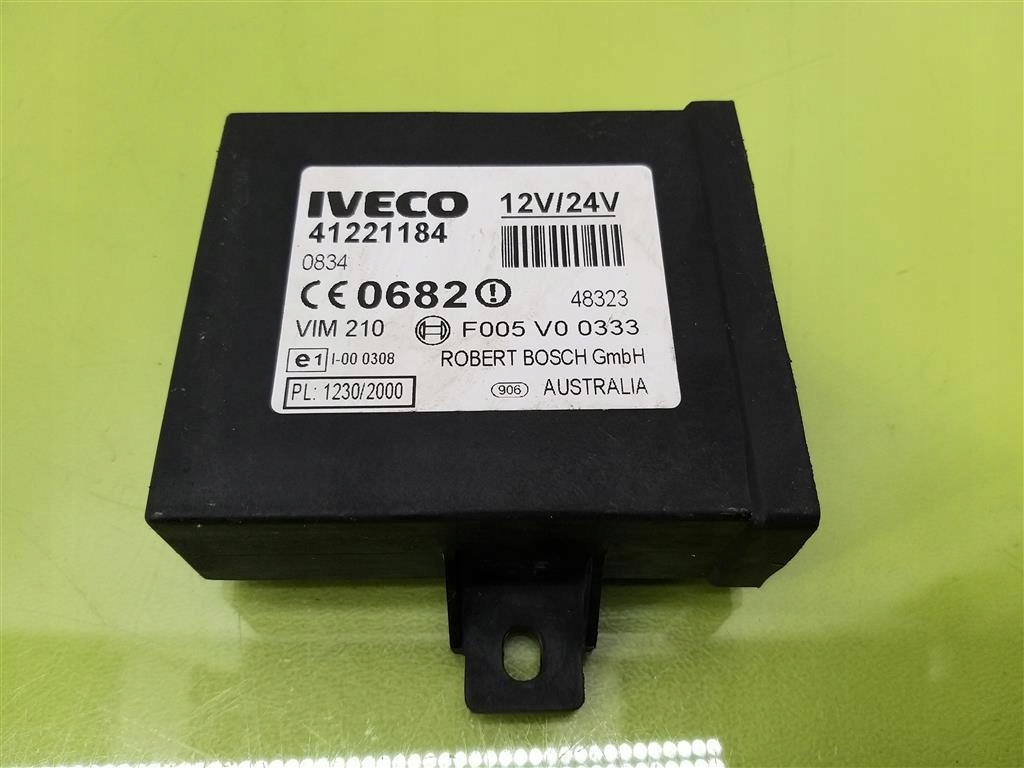 IVECO 12V/24V
41221184
0834
CE 0682 !
48323
VIM 210 F005 V0 0333
e1 I-00 0308 ROBERT BOSCH GmbH
PL: 1230/2000 906 AUSTRALIA